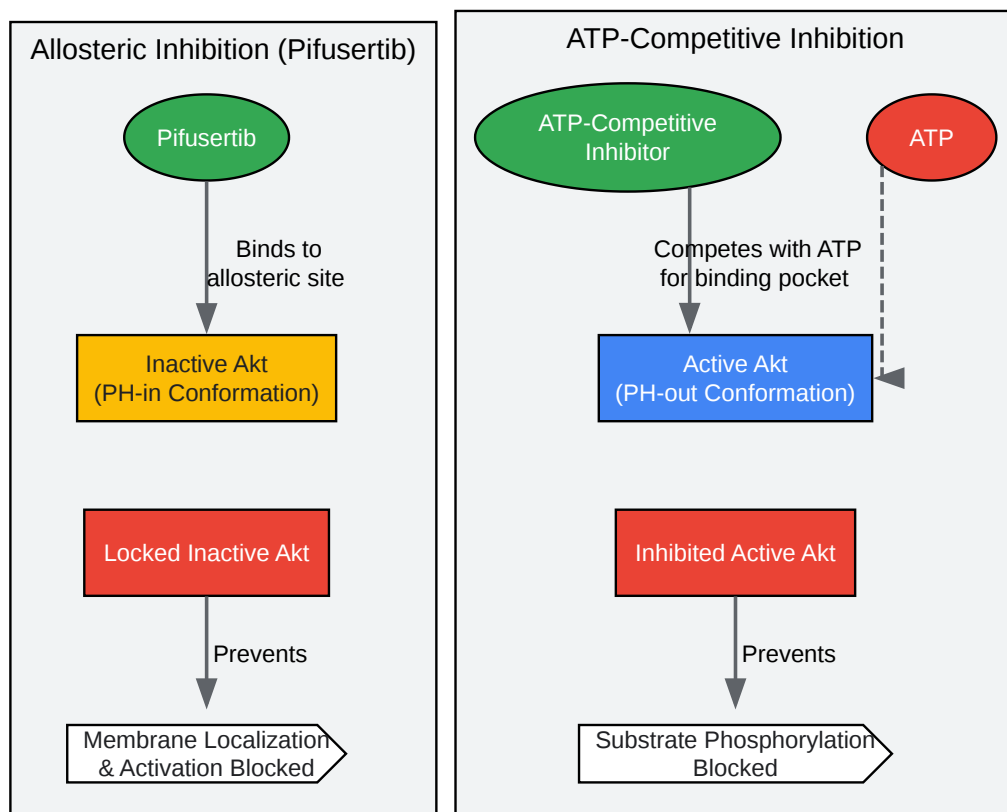 Allosteric Inhibition (Pifusertib)
Pifusertib
Binds to
allosteric site
Inactive Akt
(PH-in Conformation)
Locked Inactive Akt
Prevents
Membrane Localization
& Activation Blocked
ATP-Competitive Inhibition
ATP-Competitive
Inhibitor
ATP
Competes with ATP
for binding pocket
Active Akt
(PH-out Conformation)
Inhibited Active Akt
Prevents
Substrate Phosphorylation
Blocked